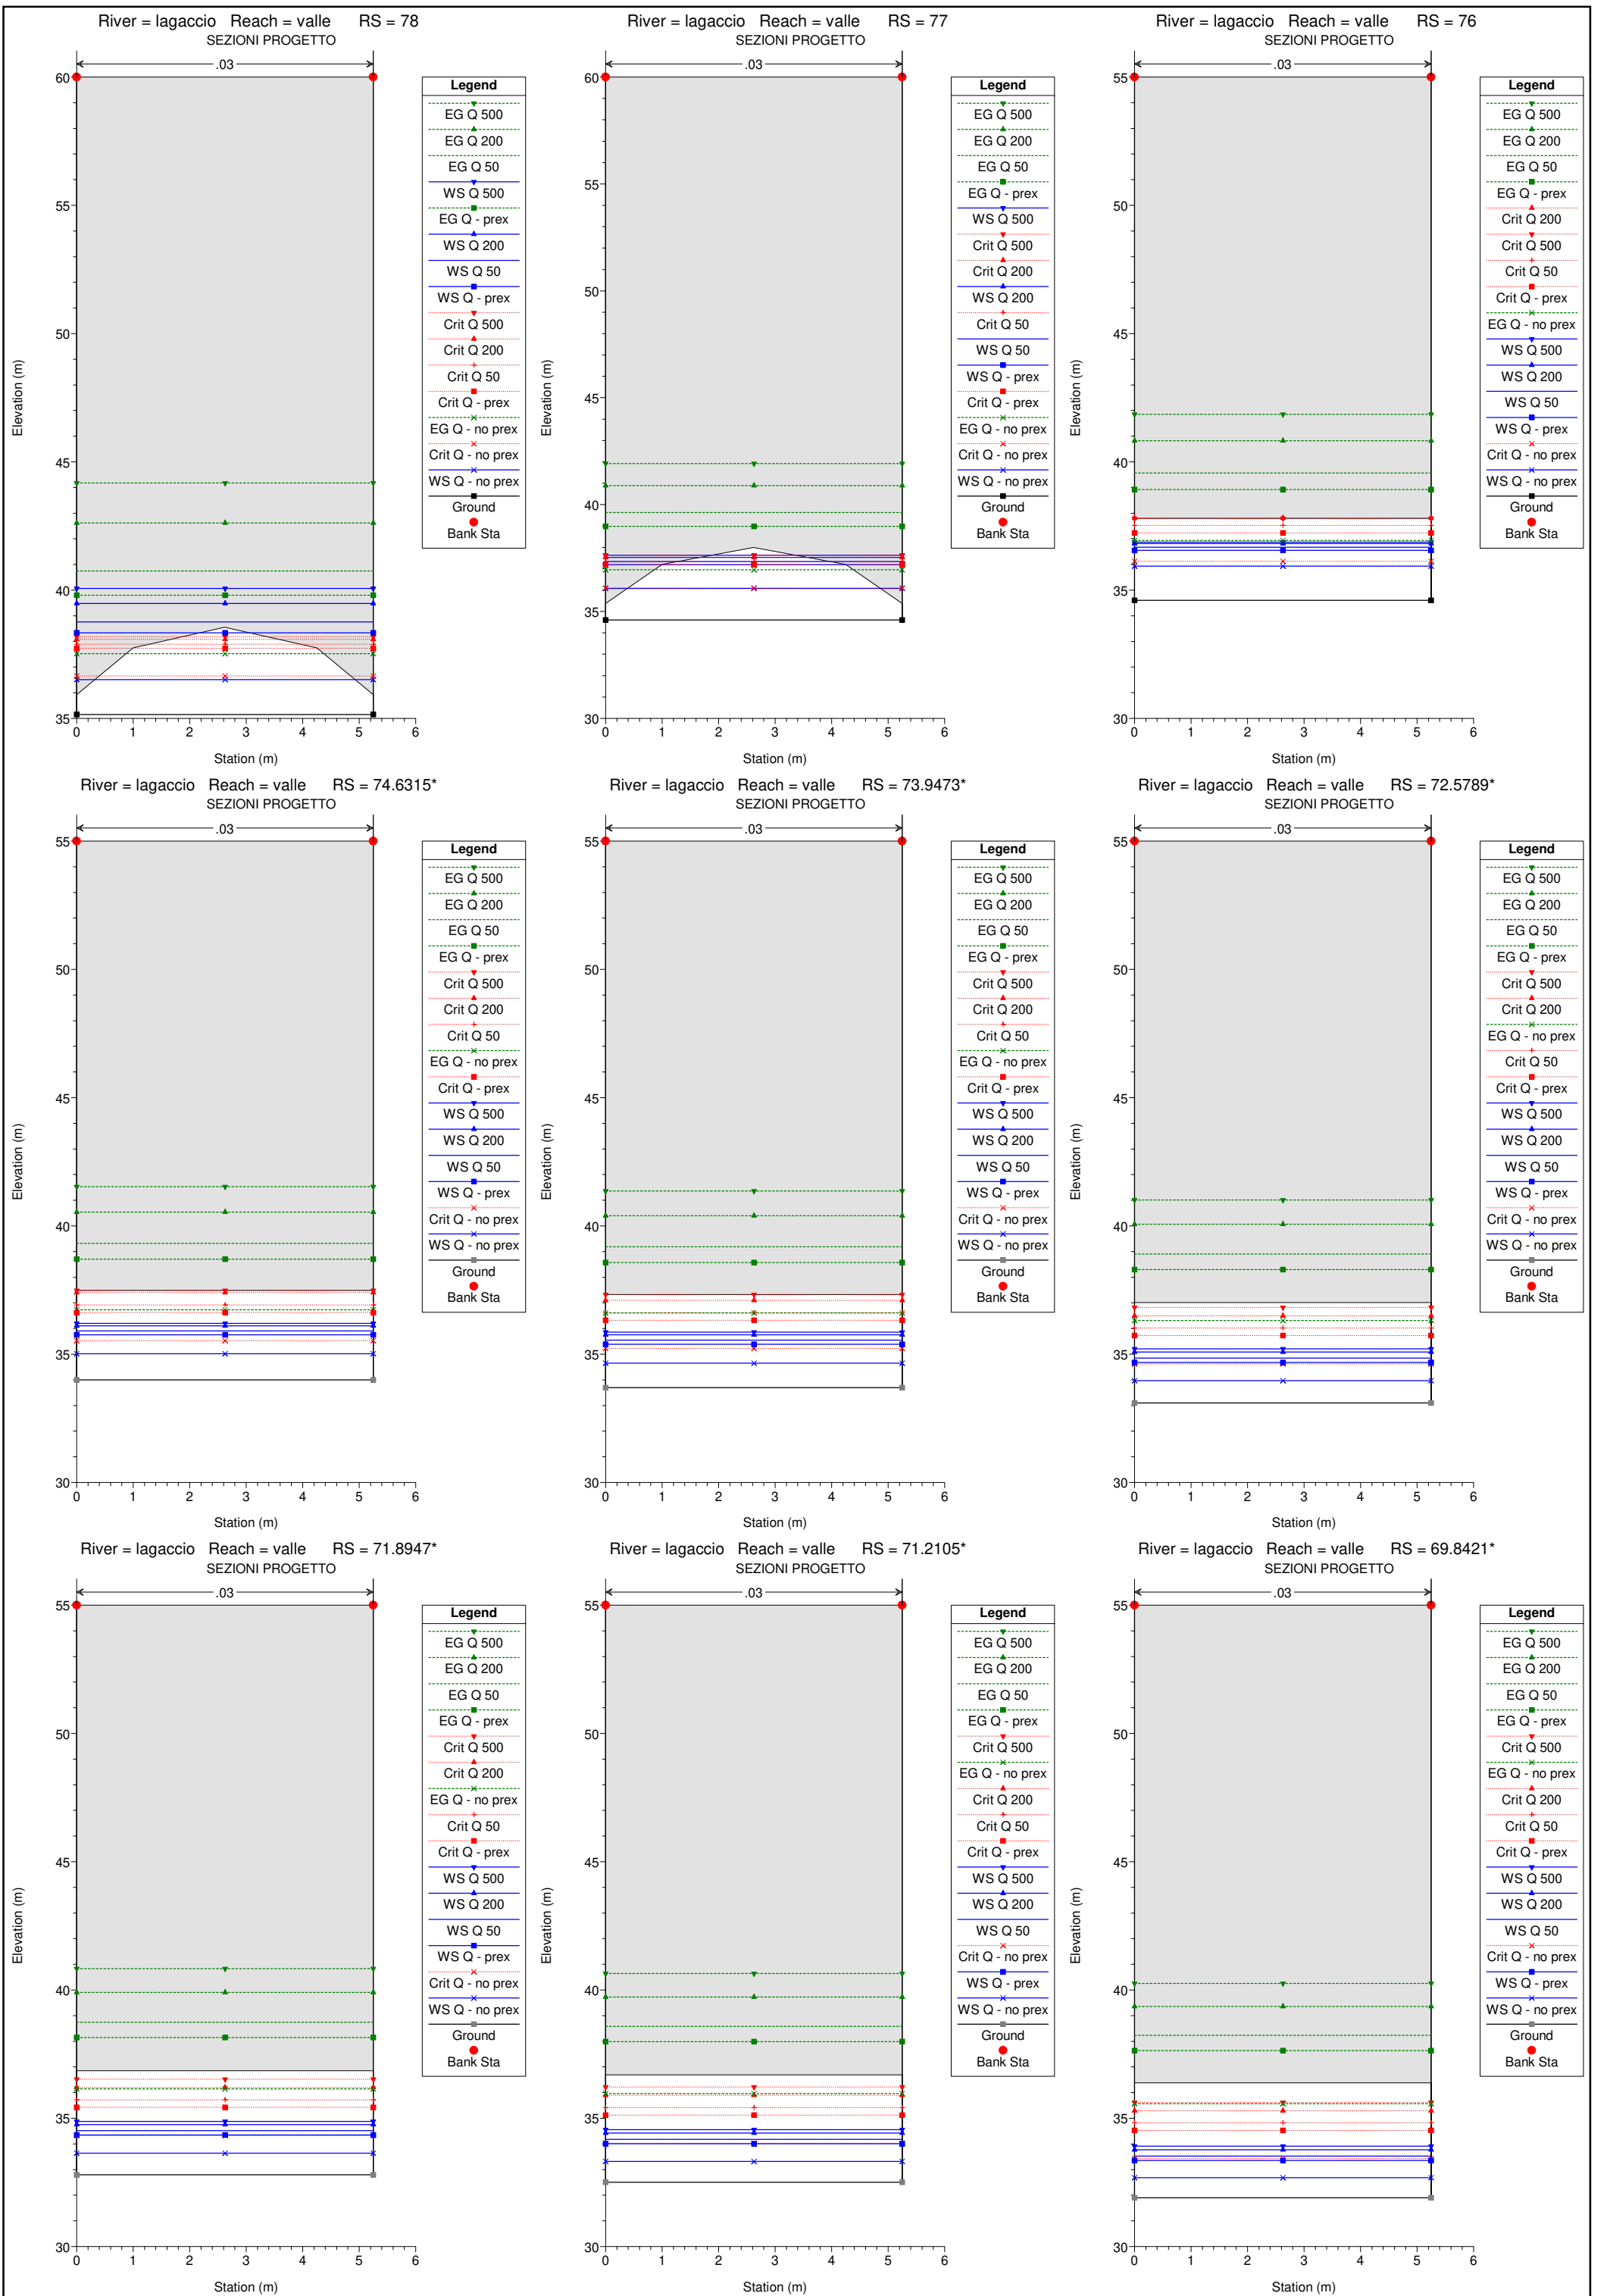 River = lagaccio Reach = valle RS = 78
SEZIONI PROGETTO
.03
60
55
50
45
40
35
Elevation (m)
0 1 2 3 4 5 6
Station (m)
Legend
EG Q 500
EG Q 200
EG Q 50
WS Q 500
EG Q - prex
WS Q 200
WS Q 50
WS Q - prex
Crit Q 500
Crit Q 200
Crit Q 50
Crit Q - prex
EG Q - no prex
Crit Q - no prex
WS Q - no prex
Ground
Bank Sta
River = lagaccio Reach = valle RS = 77
SEZIONI PROGETTO
.03
60
55
50
45
40
35
30
Elevation (m)
0 1 2 3 4 5 6
Station (m)
Legend
EG Q 500
EG Q 200
EG Q 50
EG Q - prex
WS Q 500
Crit Q 500
Crit Q 200
WS Q 200
Crit Q 50
WS Q 50
WS Q - prex
Crit Q - prex
EG Q - no prex
Crit Q - no prex
WS Q - no prex
Ground
Bank Sta
River = lagaccio Reach = valle RS = 76
SEZIONI PROGETTO
.03
55
50
45
40
35
30
Elevation (m)
0 1 2 3 4 5 6
Station (m)
Legend
EG Q 500
EG Q 200
EG Q 50
EG Q - prex
Crit Q 200
Crit Q 500
Crit Q 50
Crit Q - prex
EG Q - no prex
WS Q 500
WS Q 200
WS Q 50
WS Q - prex
Crit Q - no prex
WS Q - no prex
Ground
Bank Sta
River = lagaccio Reach = valle RS = 74.6315*
SEZIONI PROGETTO
.03
55
50
45
40
35
30
Elevation (m)
0 1 2 3 4 5 6
Station (m)
Legend
EG Q 500
EG Q 200
EG Q 50
EG Q - prex
Crit Q 500
Crit Q 200
Crit Q 50
EG Q - no prex
Crit Q - prex
WS Q 500
WS Q 200
WS Q 50
WS Q - prex
Crit Q - no prex
WS Q - no prex
Ground
Bank Sta
River = lagaccio Reach = valle RS = 73.9473*
SEZIONI PROGETTO
.03
55
50
45
40
35
30
Elevation (m)
0 1 2 3 4 5 6
Station (m)
Legend
EG Q 500
EG Q 200
EG Q 50
EG Q - prex
Crit Q 500
Crit Q 200
Crit Q 50
EG Q - no prex
Crit Q - prex
WS Q 500
WS Q 200
WS Q 50
WS Q - prex
Crit Q - no prex
WS Q - no prex
Ground
Bank Sta
River = lagaccio Reach = valle RS = 72.5789*
SEZIONI PROGETTO
.03
55
50
45
40
35
30
Elevation (m)
0 1 2 3 4 5 6
Station (m)
Legend
EG Q 500
EG Q 200
EG Q 50
EG Q - prex
Crit Q 500
Crit Q 200
EG Q - no prex
Crit Q 50
Crit Q - prex
WS Q 500
WS Q 200
WS Q 50
WS Q - prex
Crit Q - no prex
WS Q - no prex
Ground
Bank Sta
River = lagaccio Reach = valle RS = 71.8947*
SEZIONI PROGETTO
.03
55
50
45
40
35
30
Elevation (m)
0 1 2 3 4 5 6
Station (m)
Legend
EG Q 500
EG Q 200
EG Q 50
EG Q - prex
Crit Q 500
Crit Q 200
EG Q - no prex
Crit Q 50
Crit Q - prex
WS Q 500
WS Q 200
WS Q 50
WS Q - prex
Crit Q - no prex
WS Q - no prex
Ground
Bank Sta
River = lagaccio Reach = valle RS = 71.2105*
SEZIONI PROGETTO
.03
55
50
45
40
35
30
Elevation (m)
0 1 2 3 4 5 6
Station (m)
Legend
EG Q 500
EG Q 200
EG Q 50
EG Q - prex
Crit Q 500
EG Q - no prex
Crit Q 200
Crit Q 50
Crit Q - prex
WS Q 500
WS Q 200
WS Q 50
Crit Q - no prex
WS Q - prex
WS Q - no prex
Ground
Bank Sta
River = lagaccio Reach = valle RS = 69.8421*
SEZIONI PROGETTO
.03
55
50
45
40
35
30
Elevation (m)
0 1 2 3 4 5 6
Station (m)
Legend
EG Q 500
EG Q 200
EG Q 50
EG Q - prex
Crit Q 500
EG Q - no prex
Crit Q 200
Crit Q 50
Crit Q - prex
WS Q 500
WS Q 200
WS Q 50
Crit Q - no prex
WS Q - prex
WS Q - no prex
Ground
Bank Sta